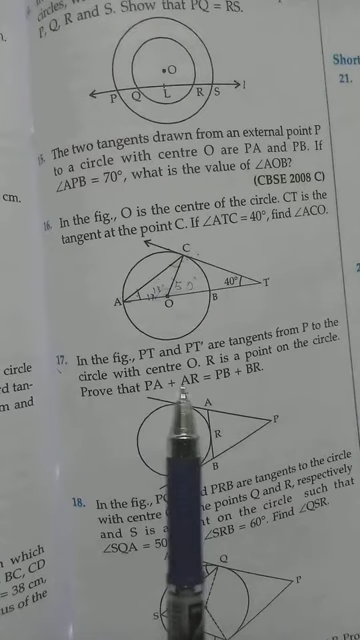 circles,
P, Q, R and S. Show that PQ = RS.
O
P Q L R S l
Short
21.
15. The two tangents drawn from an external point P
to a circle with centre O are PA and PB. If
∠APB = 70°, what is the value of ∠AOB?
(CBSE 2008 C)
cm.
16. In the fig., O is the centre of the circle. CT is the
tangent at the point C. If ∠ATC = 40°, find ∠ACO.
C
50°
40° T
A O B
17. In the fig., PT and PT′ are tangents from P to the
circle with centre O. R is a point on the circle.
Prove that PA + AR = PB + BR.
circle
d tan-
m and
A
R P
B
18. In the fig., PQ d PRB are tangents to the circle
with centre he points Q and R, respectively
and S is a t on the circle such that
∠SQA = 50 ∠SRB = 60°. Find ∠QSR.
which
BC, CD
= 38 cm,
us of the
Q
P
S